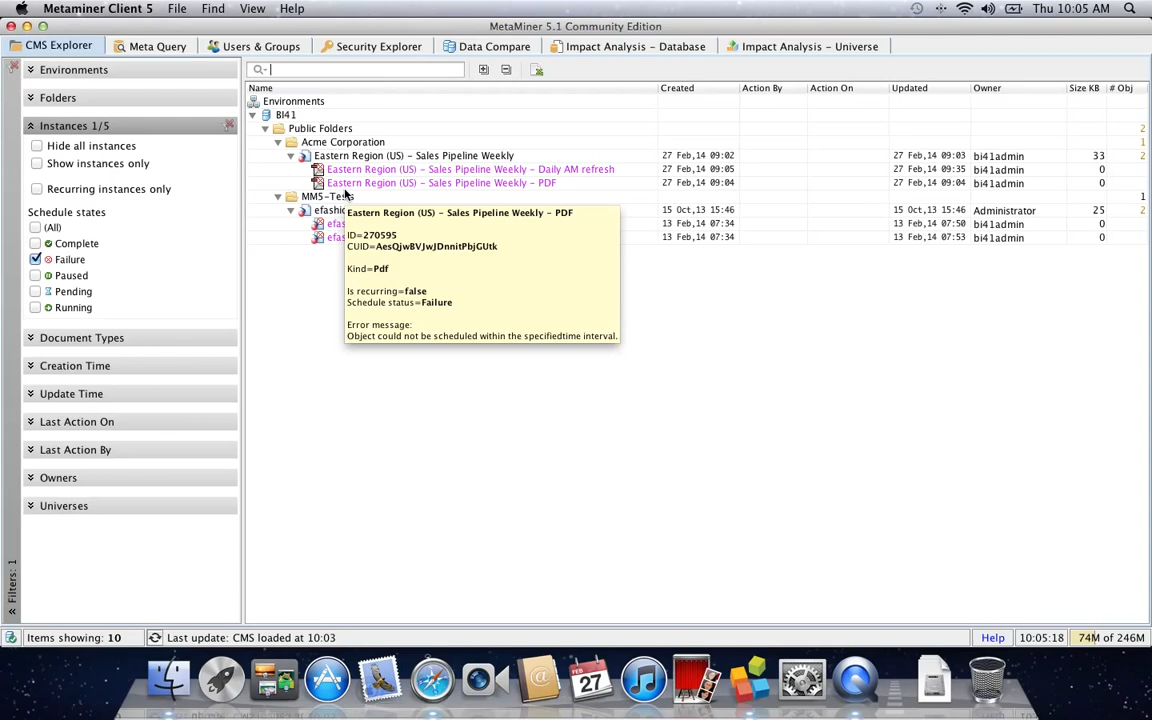 Metaminer Client 5 File Find View Help Thu 10:05 AM
MetaMiner 5.1 Community Edition
CMS Explorer Meta Query Users & Groups Security Explorer Data Compare Impact Analysis – Database Impact Analysis – Universe
Environments
Folders
Instances 1/5
Hide all instances
Show instances only
Recurring instances only
Schedule states
(All)
Complete
Failure
Paused
Pending
Running
Document Types
Creation Time
Update Time
Last Action On
Last Action By
Owners
Universes
Filters: 1
Name Created Action By Action On Updated Owner Size KB # Obj
Environments
BI41
Public Folders 2
Acme Corporation 1
Eastern Region (US) – Sales Pipeline Weekly 27 Feb,14 09:02 27 Feb,14 09:03 bi41admin 33 2
Eastern Region (US) – Sales Pipeline Weekly – Daily AM refresh 27 Feb,14 09:05 27 Feb,14 09:35 bi41admin 0
Eastern Region (US) – Sales Pipeline Weekly – PDF 27 Feb,14 09:04 27 Feb,14 09:04 bi41admin 0
MM5–Tests 1
efashio 15 Oct,13 15:46 15 Oct,13 15:46 Administrator 25 2
efas 13 Feb,14 07:34 13 Feb,14 07:50 bi41admin 0
efas 13 Feb,14 07:34 13 Feb,14 07:53 bi41admin 0
Eastern Region (US) – Sales Pipeline Weekly – PDF
ID=270595
CUID=AesQjwBVJwJDnnitPbjGUtk
Kind=Pdf
Is recurring=false
Schedule status=Failure
Error message:
Object could not be scheduled within the specifiedtime interval.
Items showing: 10 Last update: CMS loaded at 10:03 Help 10:05:18 74M of 246M
FEB
27